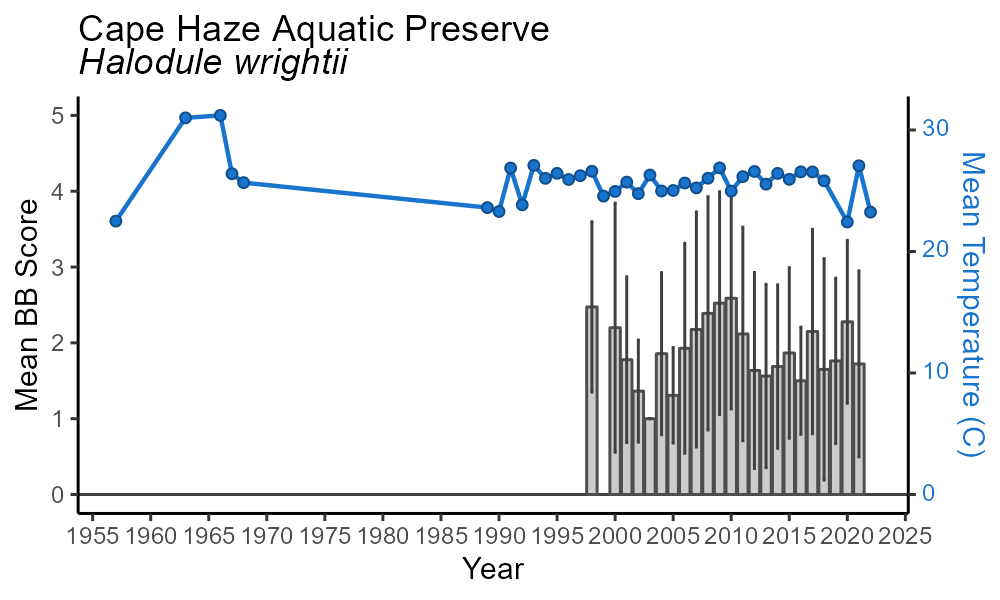 Cape Haze Aquatic Preserve
Halodule wrightii
Mean BB Score
5
4
3
2
1
0
30
20
10
0
Mean Temperature (C)
1955 1960 1965 1970 1975 1980 1985 1990 1995 2000 2005 2010 2015 2020 2025
Year